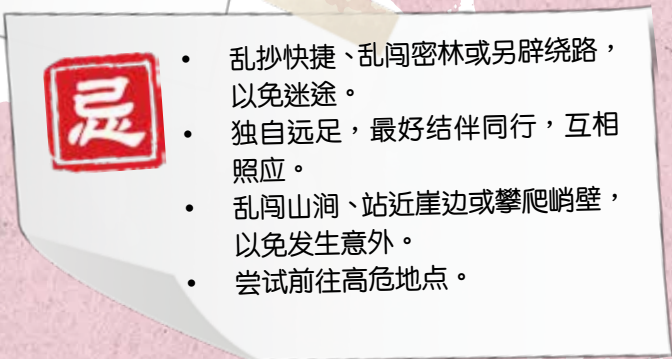 忌
• 乱抄快捷、乱闯密林或另辟绕路，
以免迷途。
• 独自远足，最好结伴同行，互相
照应。
• 乱闯山涧、站近崖边或攀爬峭壁，
以免发生意外。
• 尝试前往高危地点。